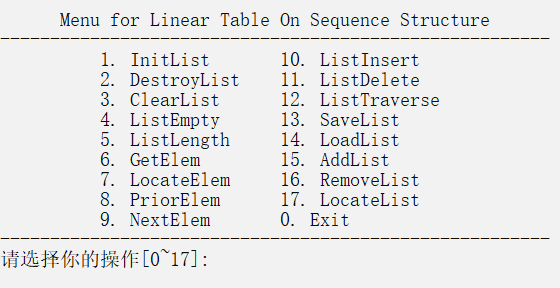 Menu for Linear Table On Sequence Structure
-------------------------------------------------------
1. InitList 10. ListInsert
2. DestroyList 11. ListDelete
3. ClearList 12. ListTraverse
4. ListEmpty 13. SaveList
5. ListLength 14. LoadList
6. GetElem 15. AddList
7. LocateElem 16. RemoveList
8. PriorElem 17. LocateList
9. NextElem 0. Exit
-------------------------------------------------------
请选择你的操作[0~17]: